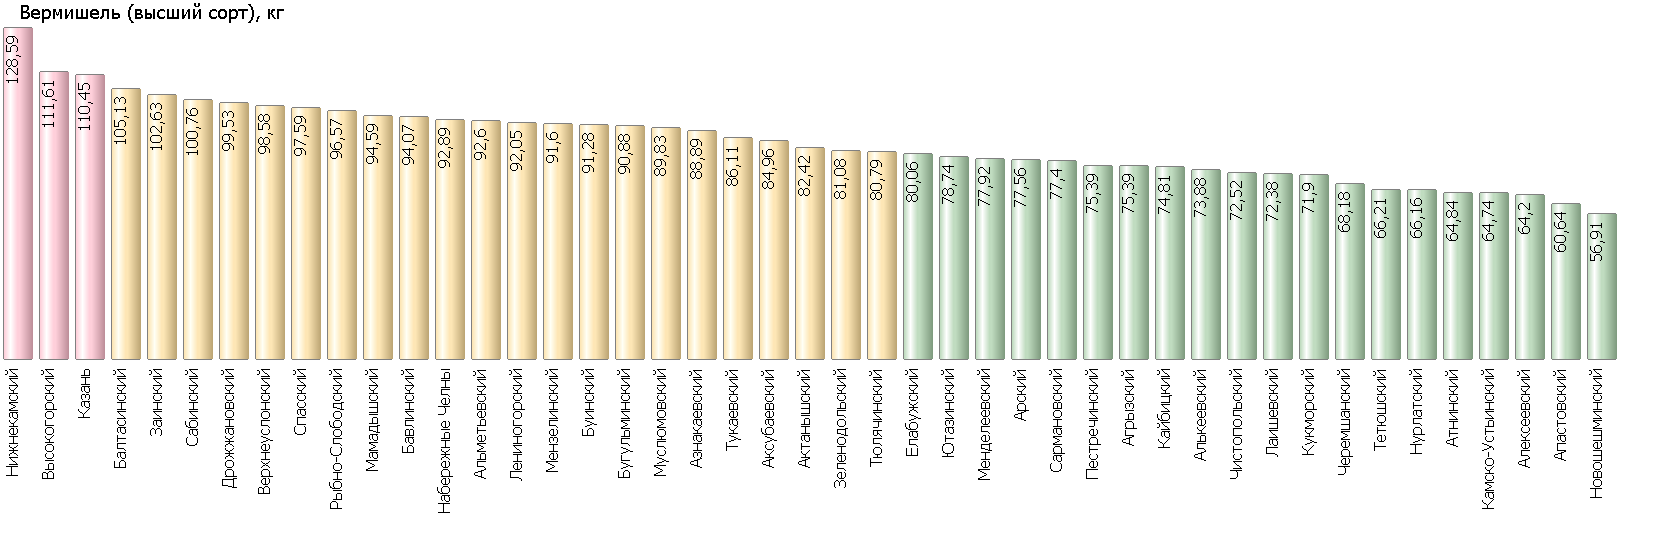 Вермишель (высший сорт), кг
128,59
111,61
110,45
105,13
102,63
100,76
99,53
98,58
97,59
96,57
94,59
94,07
92,89
92,6
92,05
91,6
91,28
90,88
89,83
88,89
86,11
84,96
82,42
81,08
80,79
80,06
78,74
77,92
77,56
77,4
75,39
75,39
74,81
73,88
72,52
72,38
71,9
68,18
66,21
66,16
64,84
64,74
64,2
60,64
56,91
Нижнекамский
Высокогорский
Казань
Балтасинский
Заинский
Сабинский
Дрожжановский
Верхнеуслонский
Спасский
Рыбно-Слободский
Мамадышский
Бавлинский
Набережные Челны
Альметьевский
Лениногорский
Мензелинский
Буинский
Бугульминский
Муслюмовский
Азнакаевский
Тукаевский
Аксубаевский
Актанышский
Зеленодольский
Тюлячинский
Елабужский
Ютазинский
Менделеевский
Арский
Сармановский
Пестречинский
Агрызский
Кайбицкий
Алькеевский
Чистопольский
Лаишевский
Кукморский
Черемшанский
Тетюшский
Нурлатский
Атнинский
Камско-Устьинский
Алексеевский
Апастовский
Новошешминский